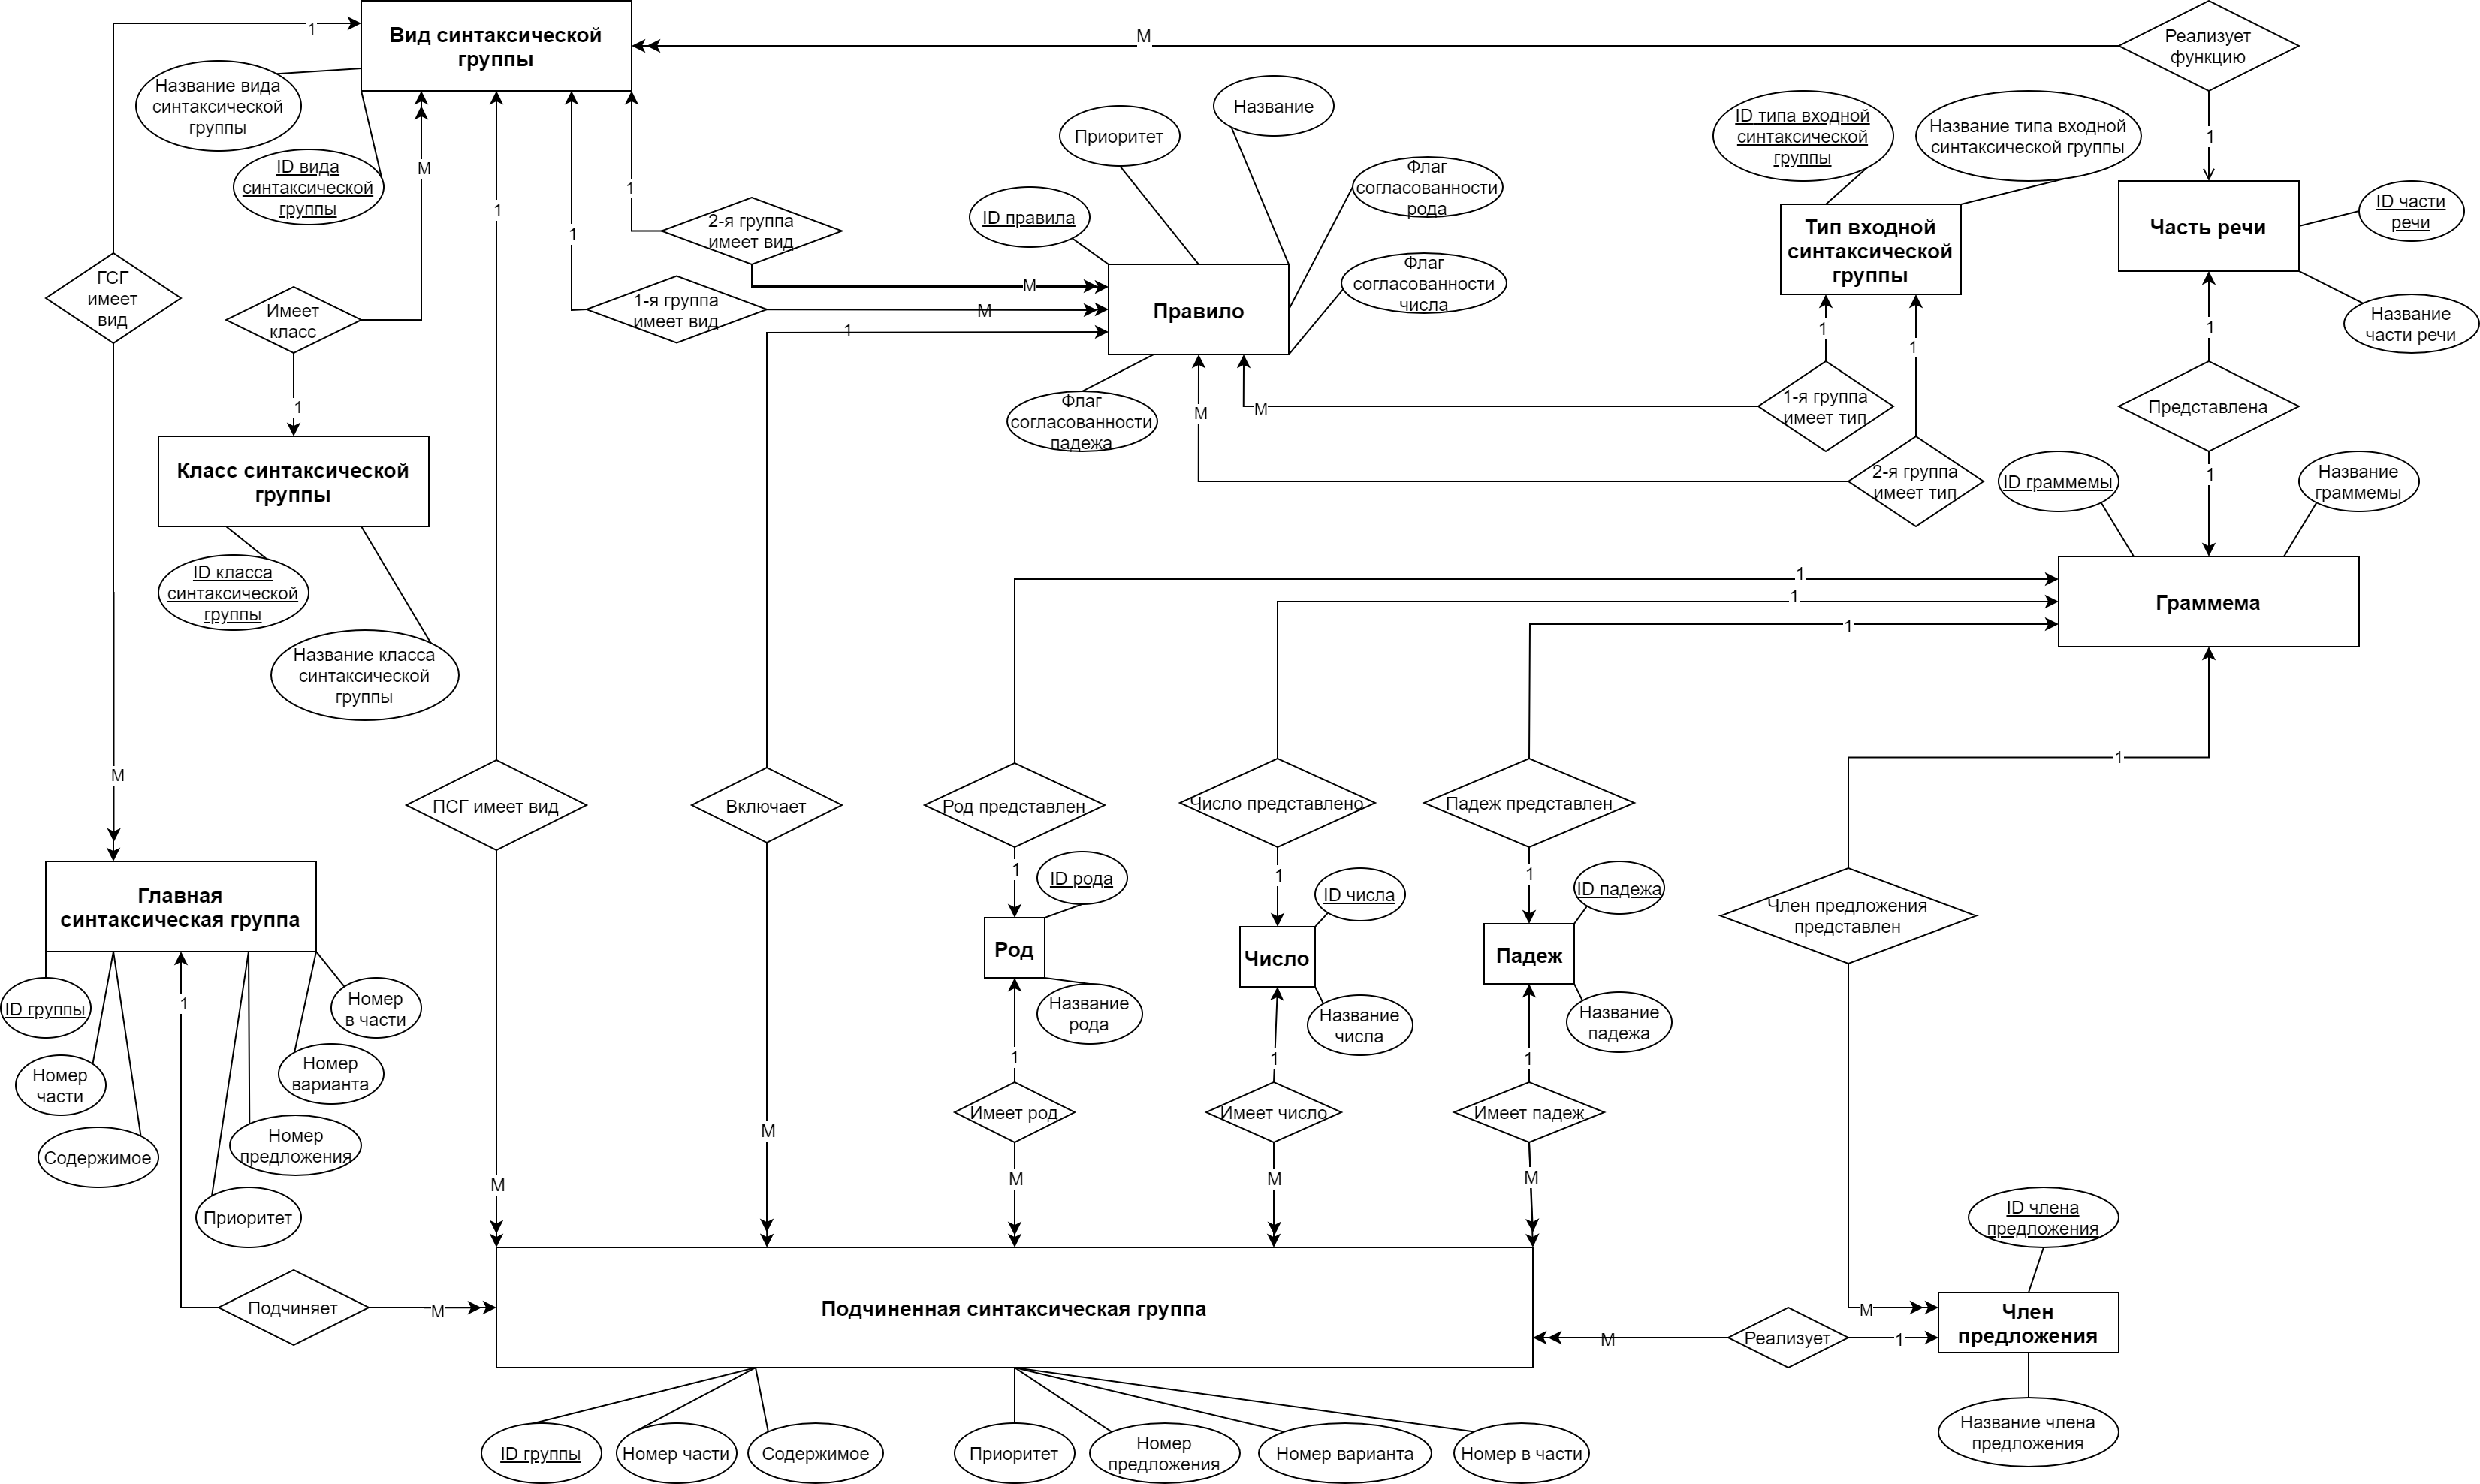 Вид синтаксической
группы
1
М
Реализует
функцию
Название вида
синтаксической
группы
ID вида
синтаксической
группы
М
1
1
1
1
2-я группа
имеет вид
М
1-я группа
имеет вид
М
1
ID правила
Приоритет
Название
Флаг
согласованности
рода
Флаг
согласованности
числа
Правило
Флаг
согласованности
падежа
М
М
ID типа входной
синтаксической
группы
Название типа входной
синтаксической группы
Тип входной
синтаксической
группы
1
1
1-я группа
имеет тип
2-я группа
имеет тип
1
Часть речи
ID части
речи
Название
части речи
1
Представлена
1
ID граммемы
Название
граммемы
Граммема
ГСГ
имеет
вид
Имеет
класс
1
Класс синтаксической
группы
ID класса
синтаксической
группы
Название класса
синтаксической
группы
1
1
1
1
М
ПСГ имеет вид
Включает
Род представлен
Число представлено
Падеж представлен
1
1
1
Главная
синтаксическая группа
ID группы
Номер
части
Содержимое
Приоритет
Номер
предложения
Номер
варианта
Номер
в части
1
ID рода
Род
Название
рода
1
Имеет род
М
ID числа
Число
Название
числа
1
Имеет число
М
ID падежа
Падеж
Название
падежа
1
Имеет падеж
М
Член предложения
представлен
М
М
Подчиняет
М
Подчиненная синтаксическая группа
М
Реализует
1
М
ID члена
предложения
Член
предложения
Название члена
предложения
ID группы
Номер части
Содержимое
Приоритет
Номер
предложения
Номер варианта
Номер в части